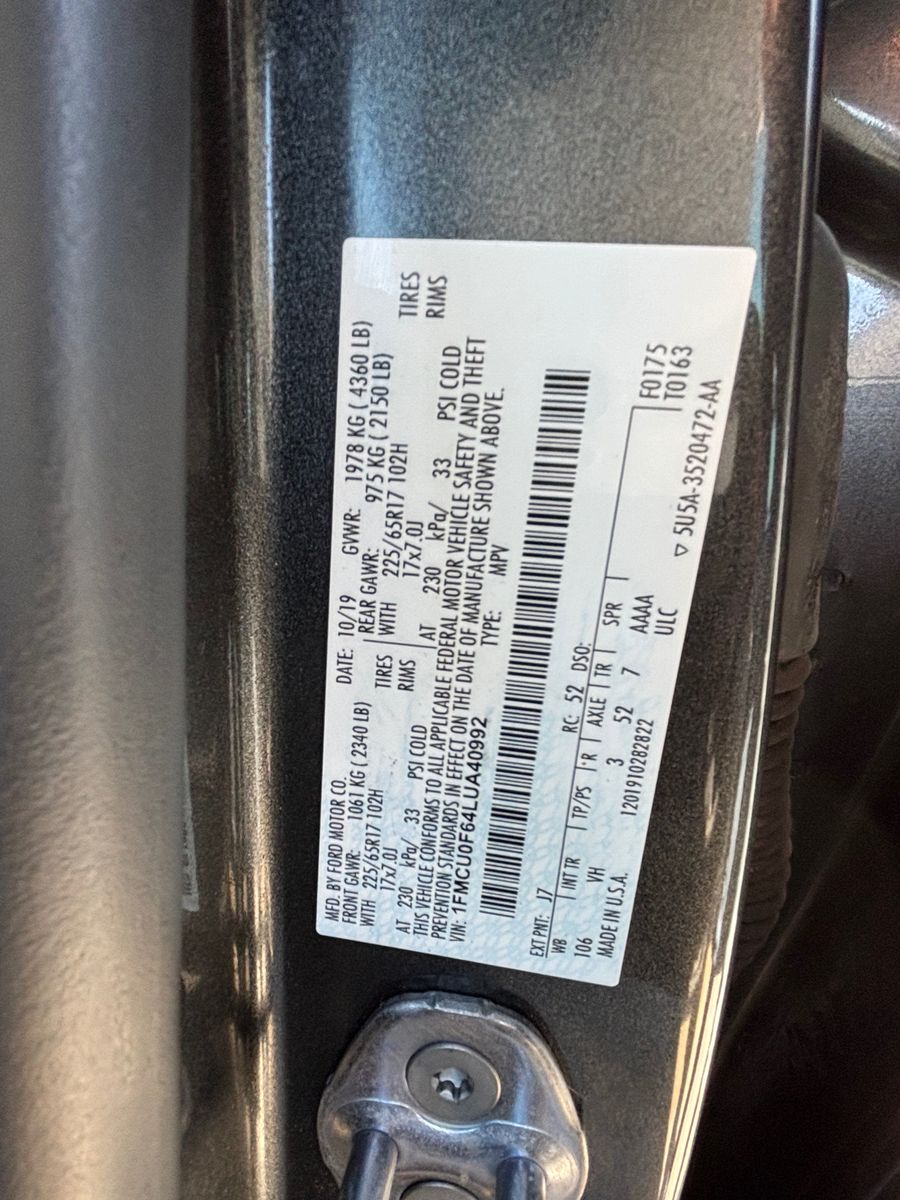 MFD. BY FORD MOTOR CO. DATE: 10/19 GVWR: 1978 KG ( 4360 LB)
FRONT GAWR: 1061 KG ( 2340 LB) REAR GAWR: 975 KG ( 2150 LB)
WITH 225/65R17 102H TIRES WITH 225/65R17 102H TIRES
17x7.0J RIMS 17x7.0J RIMS
AT 230 kPa/ 33 PSI COLD AT 230 kPa/ 33 PSI COLD
THIS VEHICLE CONFORMS TO ALL APPLICABLE FEDERAL MOTOR VEHICLE SAFETY AND THEFT
PREVENTION STANDARDS IN EFFECT ON THE DATE OF MANUFACTURE SHOWN ABOVE.
VIN: 1FMCU0F64LUA40992 TYPE: MPV
EXT PNT: J7 RC: 52 DSO: F0175
WB INT TR TP/PS R AXLE TR SPR T0163
106 VH 3 52 7 AAAA
MADE IN U.S.A. 1201910282822 ULC
▽ 5U5A-3520472-AA